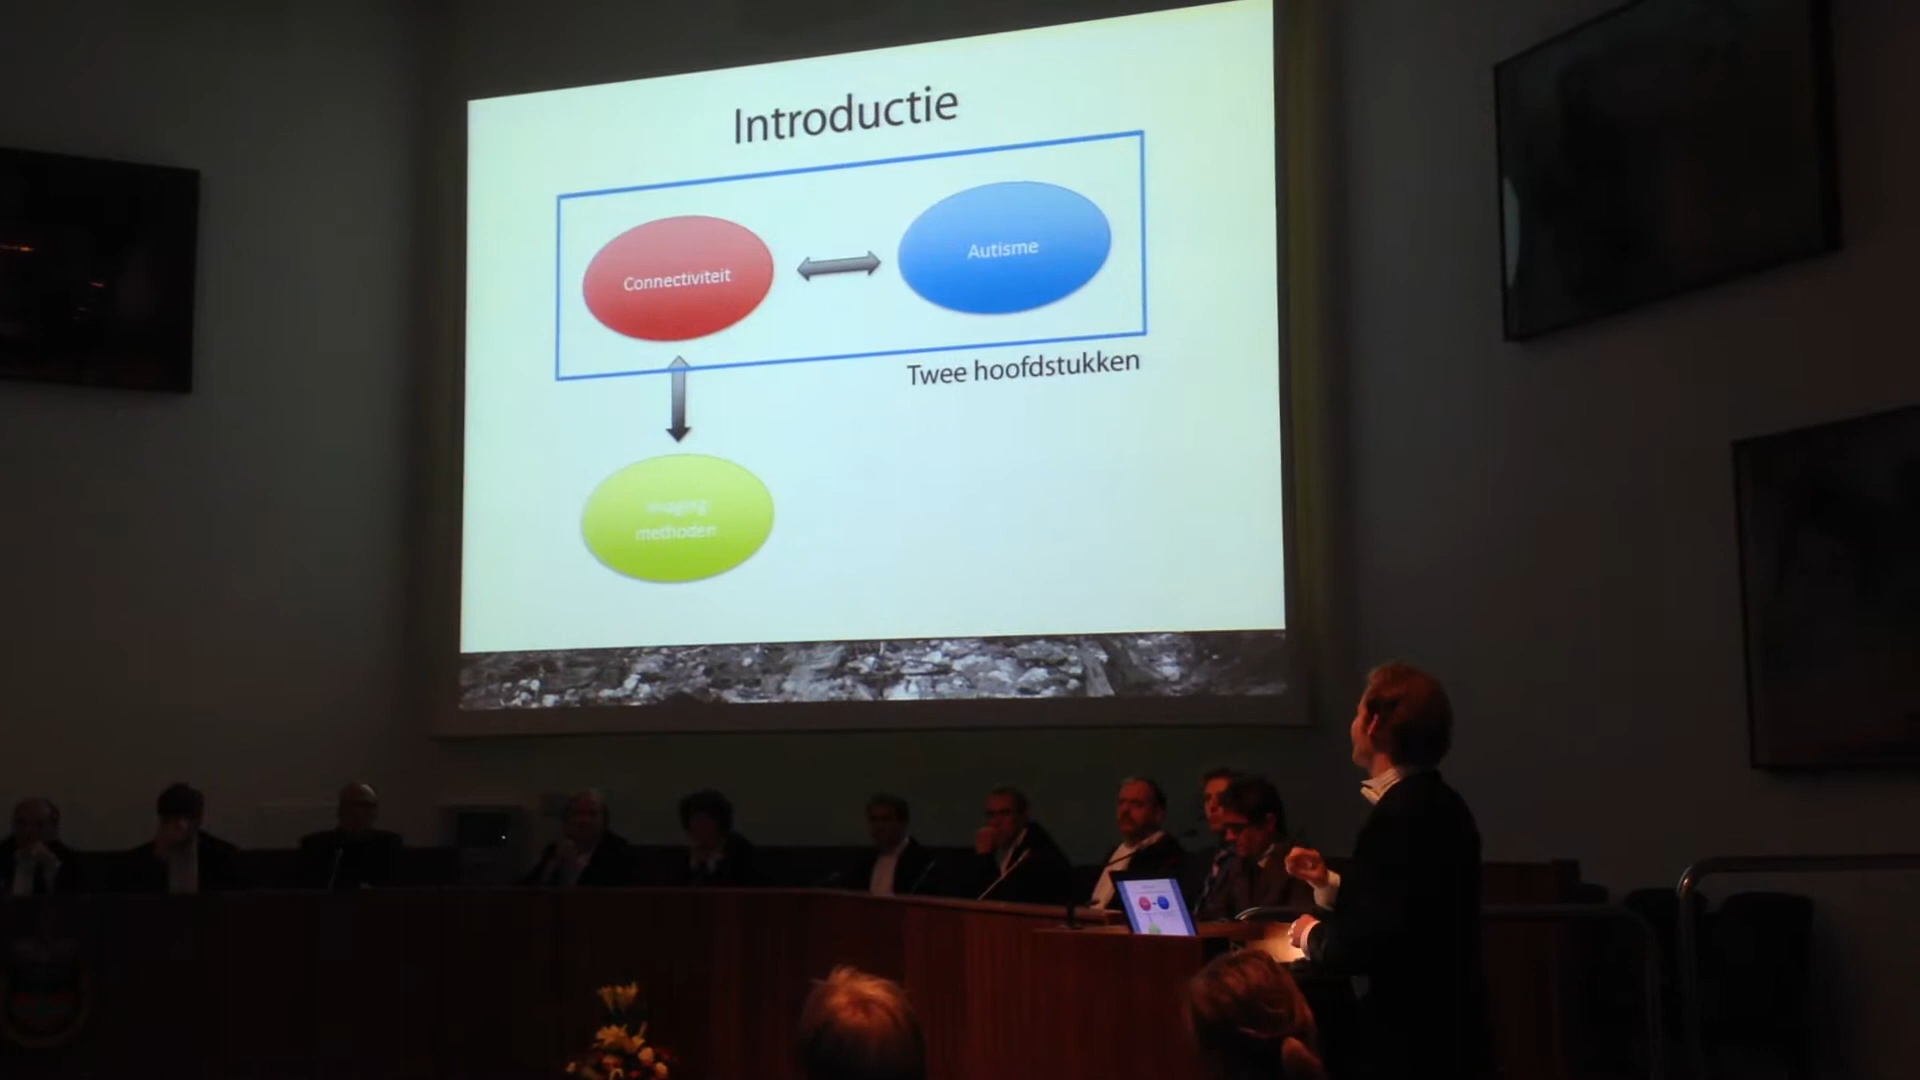 Introductie
Connectiviteit
Autisme
Twee hoofdstukken
Imaging
methoden